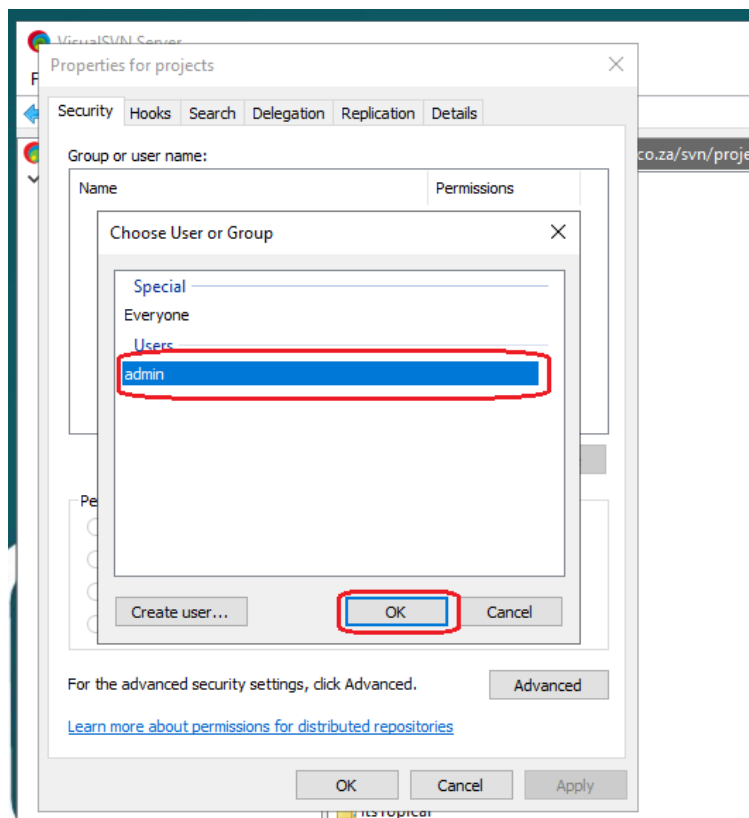 VisualSVN Server
Properties for projects
F
Security Hooks Search Delegation Replication Details
co.za/svn/proje
Group or user name:
Name Permissions
Choose User or Group
Special
Everyone
Users
admin
Pe
Create user... OK Cancel
For the advanced security settings, click Advanced. Advanced
Learn more about permissions for distributed repositories
OK Cancel Apply
itsTopical